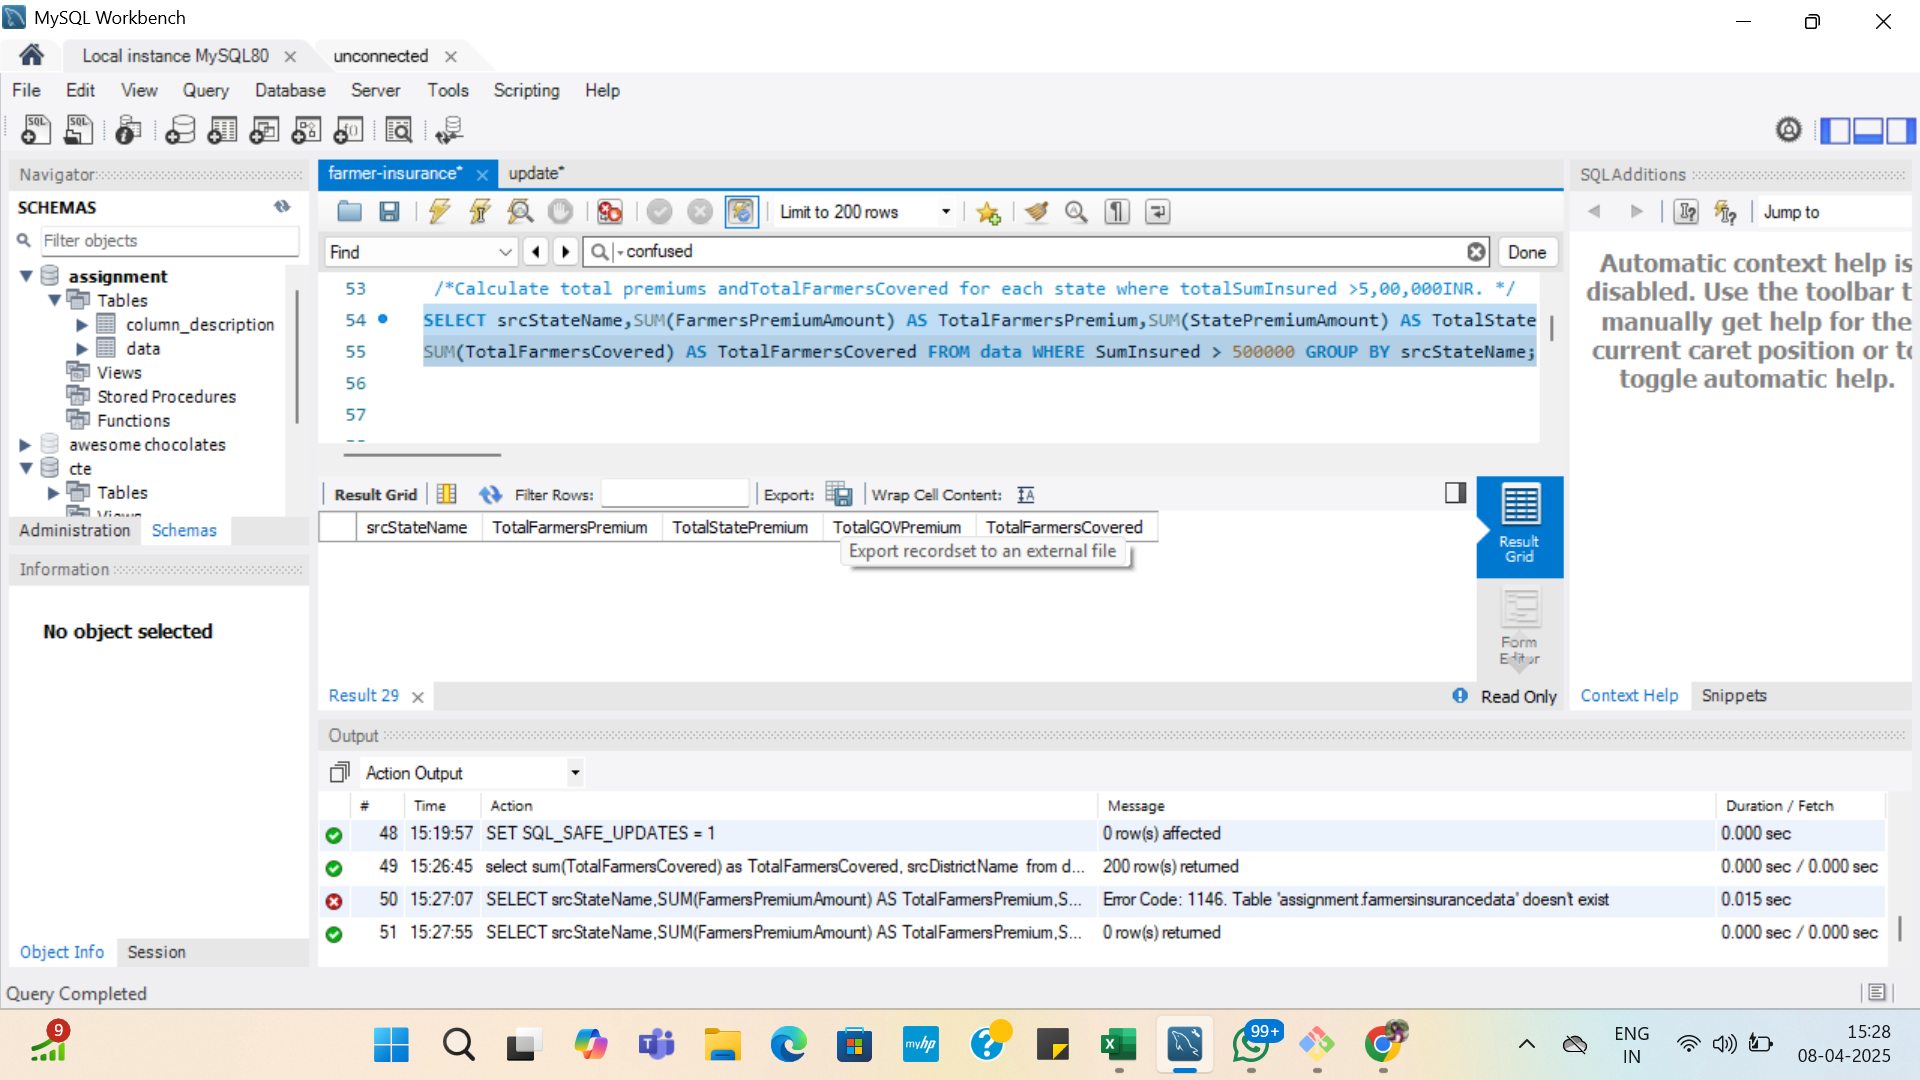 MySQL Workbench
Local instance MySQL80
unconnected
File Edit View Query Database Server Tools Scripting Help
Navigator
SCHEMAS
Filter objects
assignment
Tables
column_description
data
Views
Stored Procedures
Functions
awesome chocolates
cte
Tables
Views
Administration Schemas
Information
No object selected
Object Info Session
farmer-insurance* update*
Limit to 200 rows
Find confused Done
53 /*Calculate total premiums andTotalFarmersCovered for each state where totalSumInsured >5,00,000INR. */
54 SELECT srcStateName,SUM(FarmersPremiumAmount) AS TotalFarmersPremium,SUM(StatePremiumAmount) AS TotalState
55 SUM(TotalFarmersCovered) AS TotalFarmersCovered FROM data WHERE SumInsured > 500000 GROUP BY srcStateName;
56
57
Result Grid Filter Rows: Export: Wrap Cell Content:
srcStateName TotalFarmersPremium TotalStatePremium TotalGOVPremium TotalFarmersCovered
Export recordset to an external file
Result Grid
Form Editor
Result 29
Read Only
SQLAdditions
Jump to
Automatic context help is
disabled. Use the toolbar t
manually get help for the
current caret position or to
toggle automatic help.
Context Help Snippets
Output
Action Output
# Time Action Message Duration / Fetch
48 15:19:57 SET SQL_SAFE_UPDATES = 1 0 row(s) affected 0.000 sec
49 15:26:45 select sum(TotalFarmersCovered) as TotalFarmersCovered, srcDistrictName from d... 200 row(s) returned 0.000 sec / 0.000 sec
50 15:27:07 SELECT srcStateName,SUM(FarmersPremiumAmount) AS TotalFarmersPremium,S... Error Code: 1146. Table 'assignment.farmersinsurancedata' doesn't exist 0.015 sec
51 15:27:55 SELECT srcStateName,SUM(FarmersPremiumAmount) AS TotalFarmersPremium,S... 0 row(s) returned 0.000 sec / 0.000 sec
Query Completed
9
myhp
99+
ENG
IN
15:28
08-04-2025